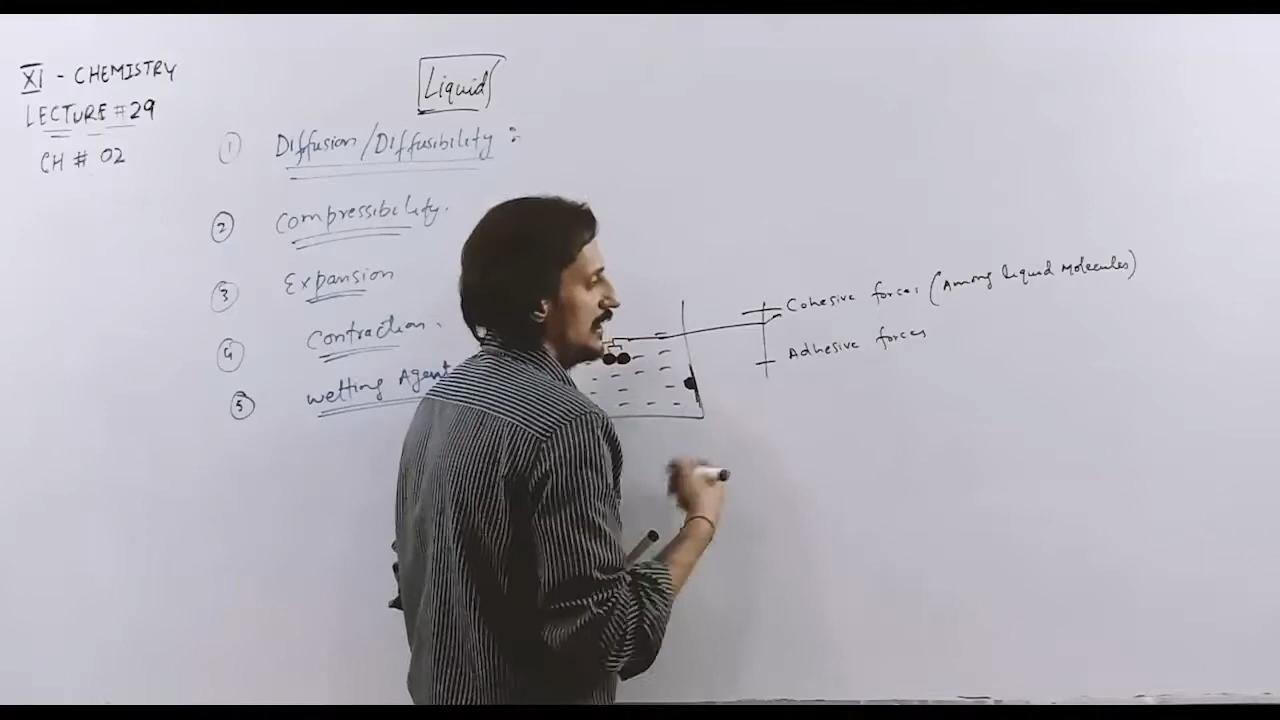 XI - CHEMISTRY
LECTURE #29
CH # 02
Liquid
① Diffusion/Diffusibility:
② Compressibility.
③ Expansion
④ Contraction.
⑤ Wetting Agent
Cohesive forces (Among liquid Molecules)
Adhesive forces